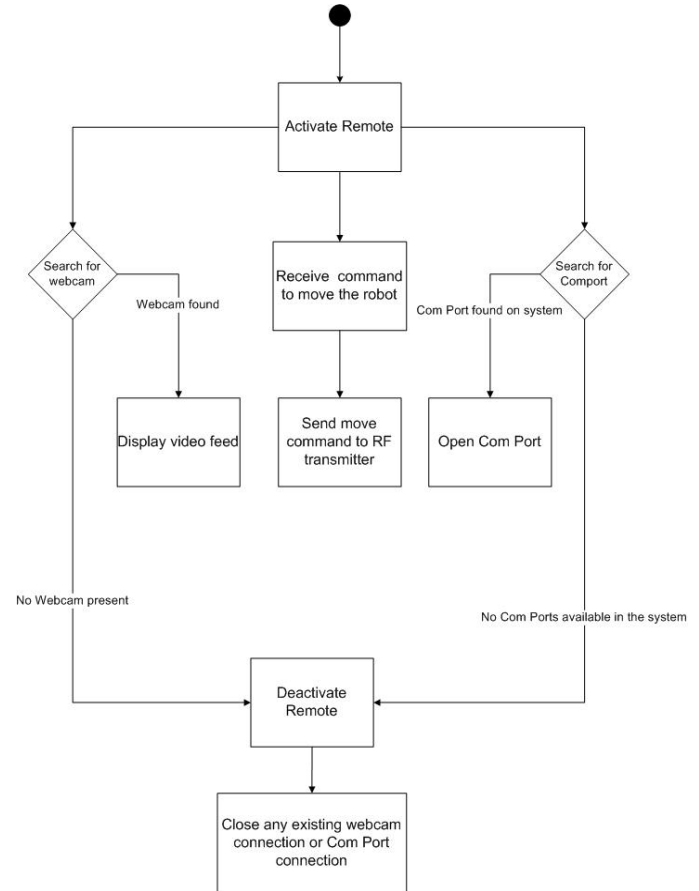 Activate Remote
Search for
webcam
Receive command
to move the robot
Search for
Comport
Webcam found
Com Port found on system
Display video feed
Send move
command to RF
transmitter
Open Com Port
No Webcam present
No Com Ports available in the system
Deactivate
Remote
Close any existing webcam
connection or Com Port
connection